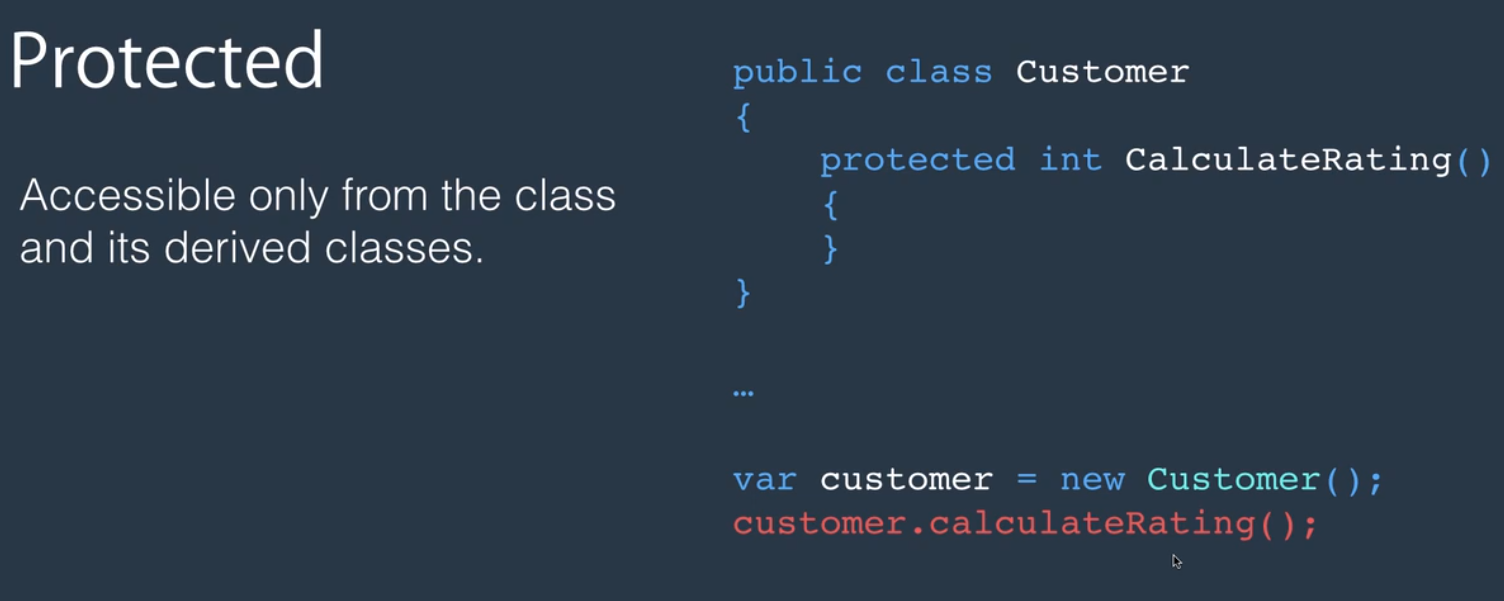 Protected
Accessible only from the class
and its derived classes.
public class Customer
{
protected int CalculateRating()
{
}
}
…
var customer = new Customer();
customer.calculateRating();